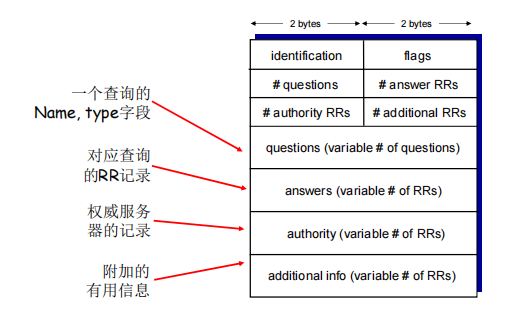 2 bytes 2 bytes
identification flags
# questions # answer RRs
# authority RRs # additional RRs
questions (variable # of questions)
answers (variable # of RRs)
authority (variable # of RRs)
additional info (variable # of RRs)
一个查询的
Name, type字段
对应查询
的RR记录
权威服务
器的记录
附加的
有用信息